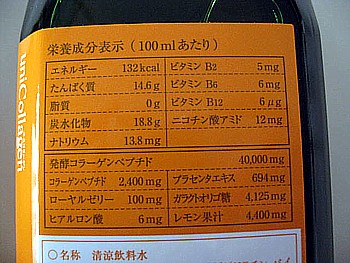 uniCollagen
栄養成分表示（100mlあたり）
エネルギー 132kcal ビタミン B2 5mg
たんぱく質 14.6g ビタミン B6 6mg
脂質 0g ビタミン B12 6μg
炭水化物 18.8g ニコチン酸アミド 12mg
ナトリウム 13.8mg
発酵コラーゲンペプチド 40,000mg
コラーゲンペプチド 2,400mg プラセンタエキス 694mg
ローヤルゼリー 100mg ガラクトオリゴ糖 4,125mg
ヒアルロン酸 6mg レモン果汁 4,400mg
○名称 清涼飲料水